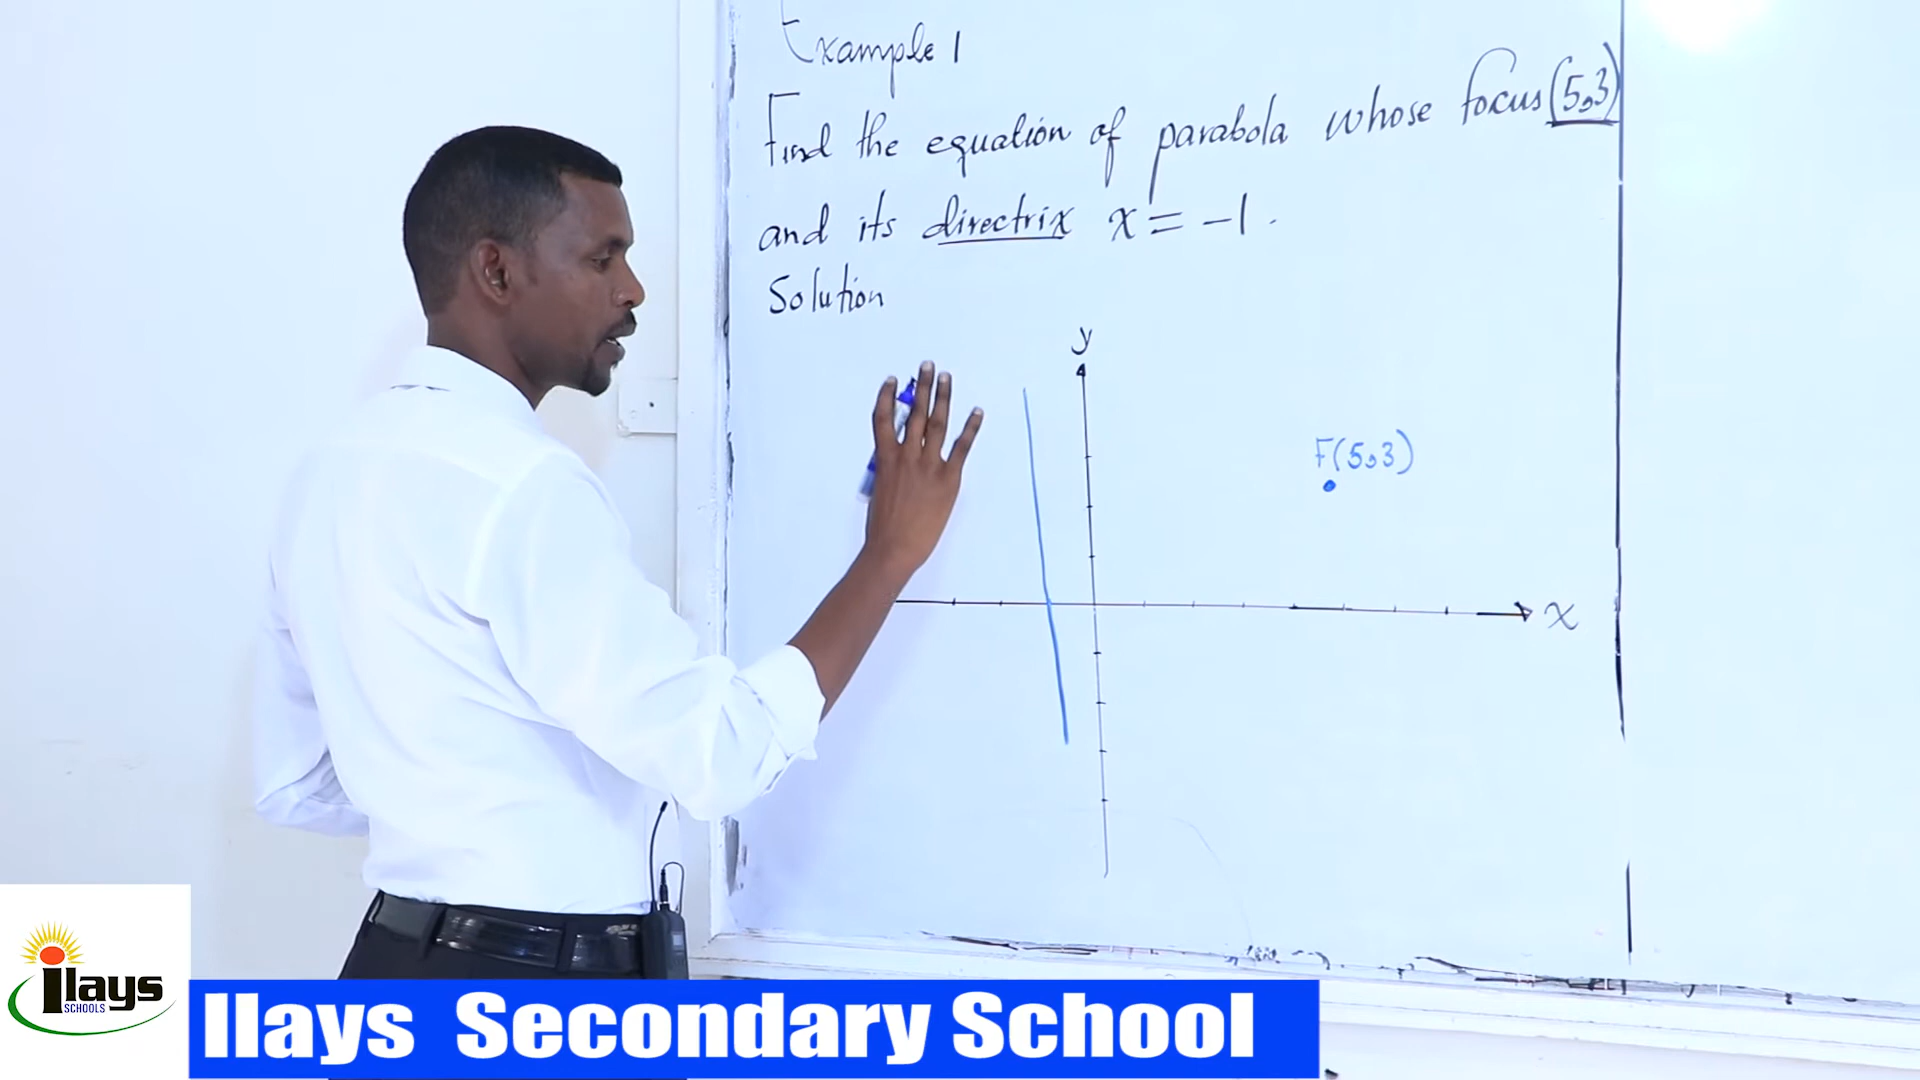 Example 1
Find the equation of parabola whose focus (5,3)
and its directrix x = -1.
Solution
y
F(5,3)
x
ilays
SCHOOLS
Ilays Secondary School